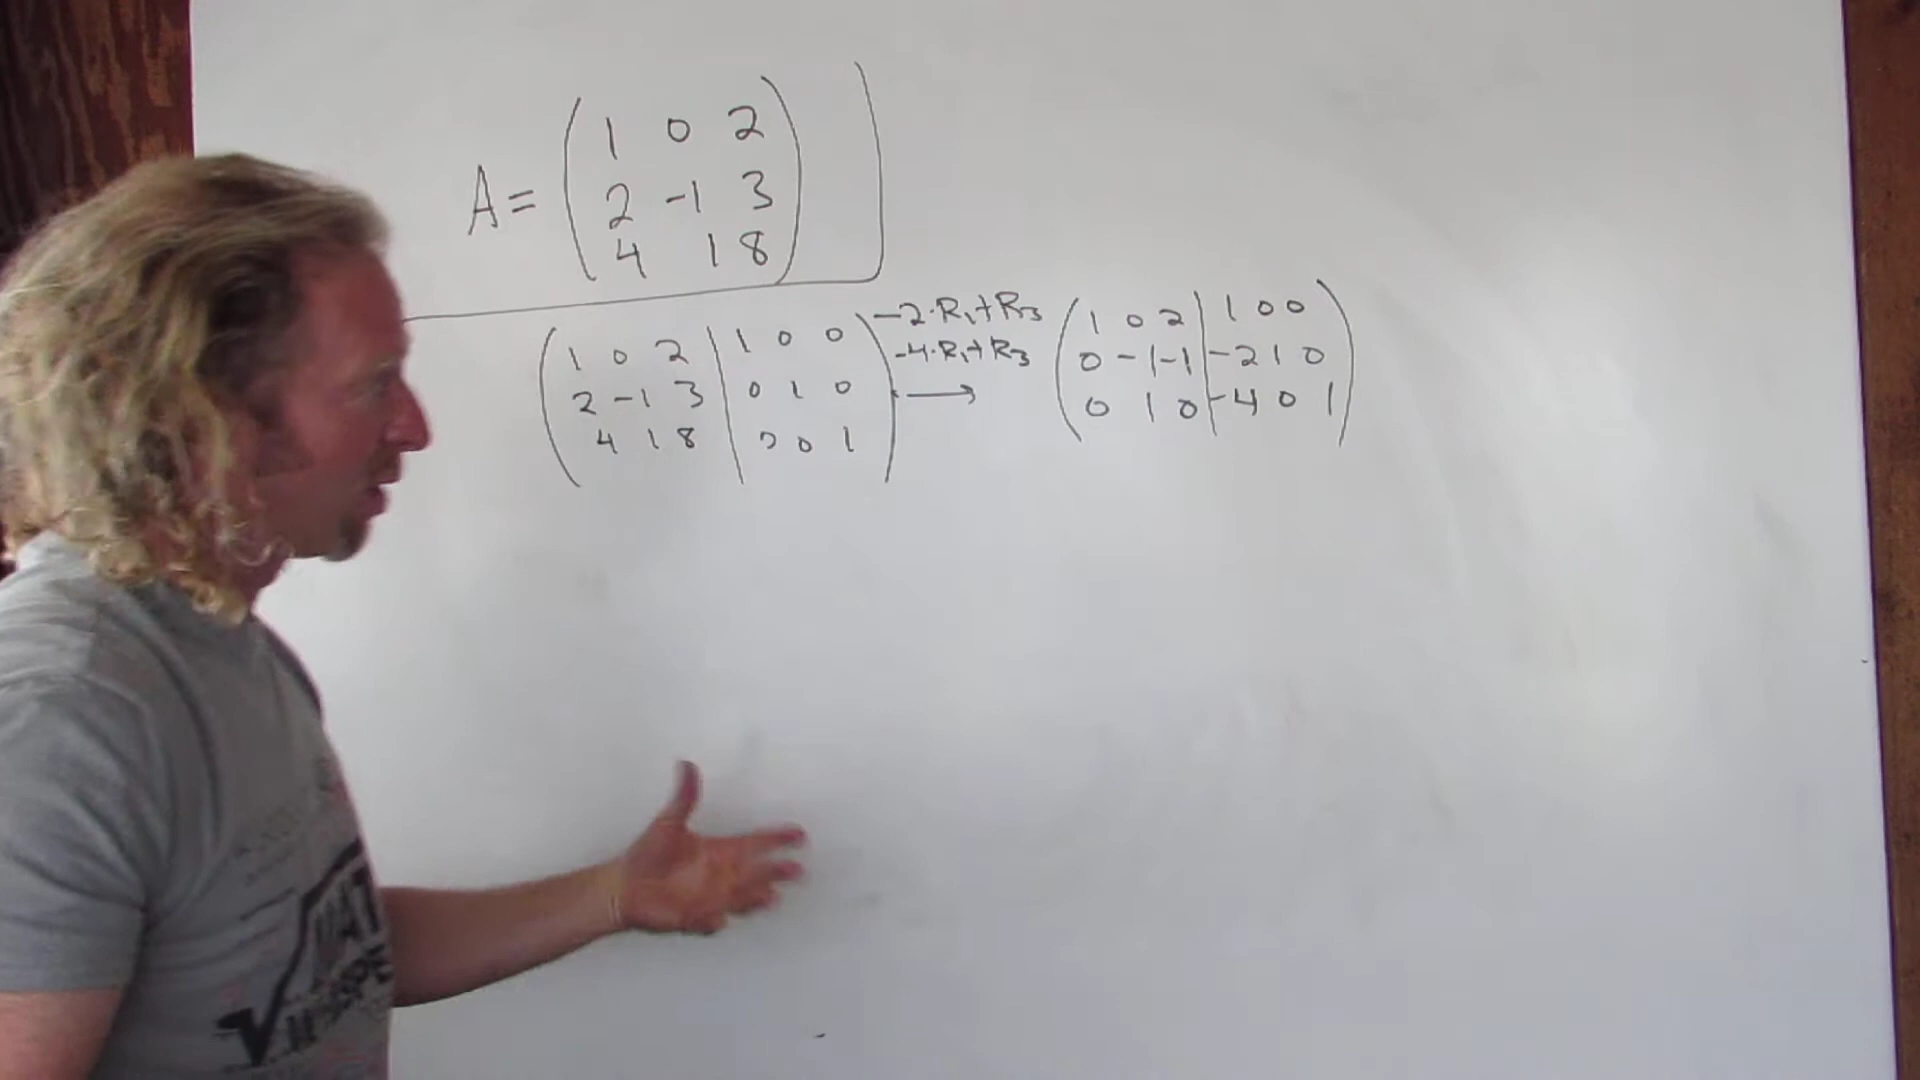 A = ( 1 0 2
2 -1 3
4 1 8 )
( 1 0 2 | 1 0 0
2 -1 3 | 0 1 0
4 1 8 | 0 0 1 )
-2·R₁+R₃
-4·R₁+R₃
→
( 1 0 2 | 1 0 0
0 -1 -1 | -2 1 0
0 1 0 | -4 0 1 )